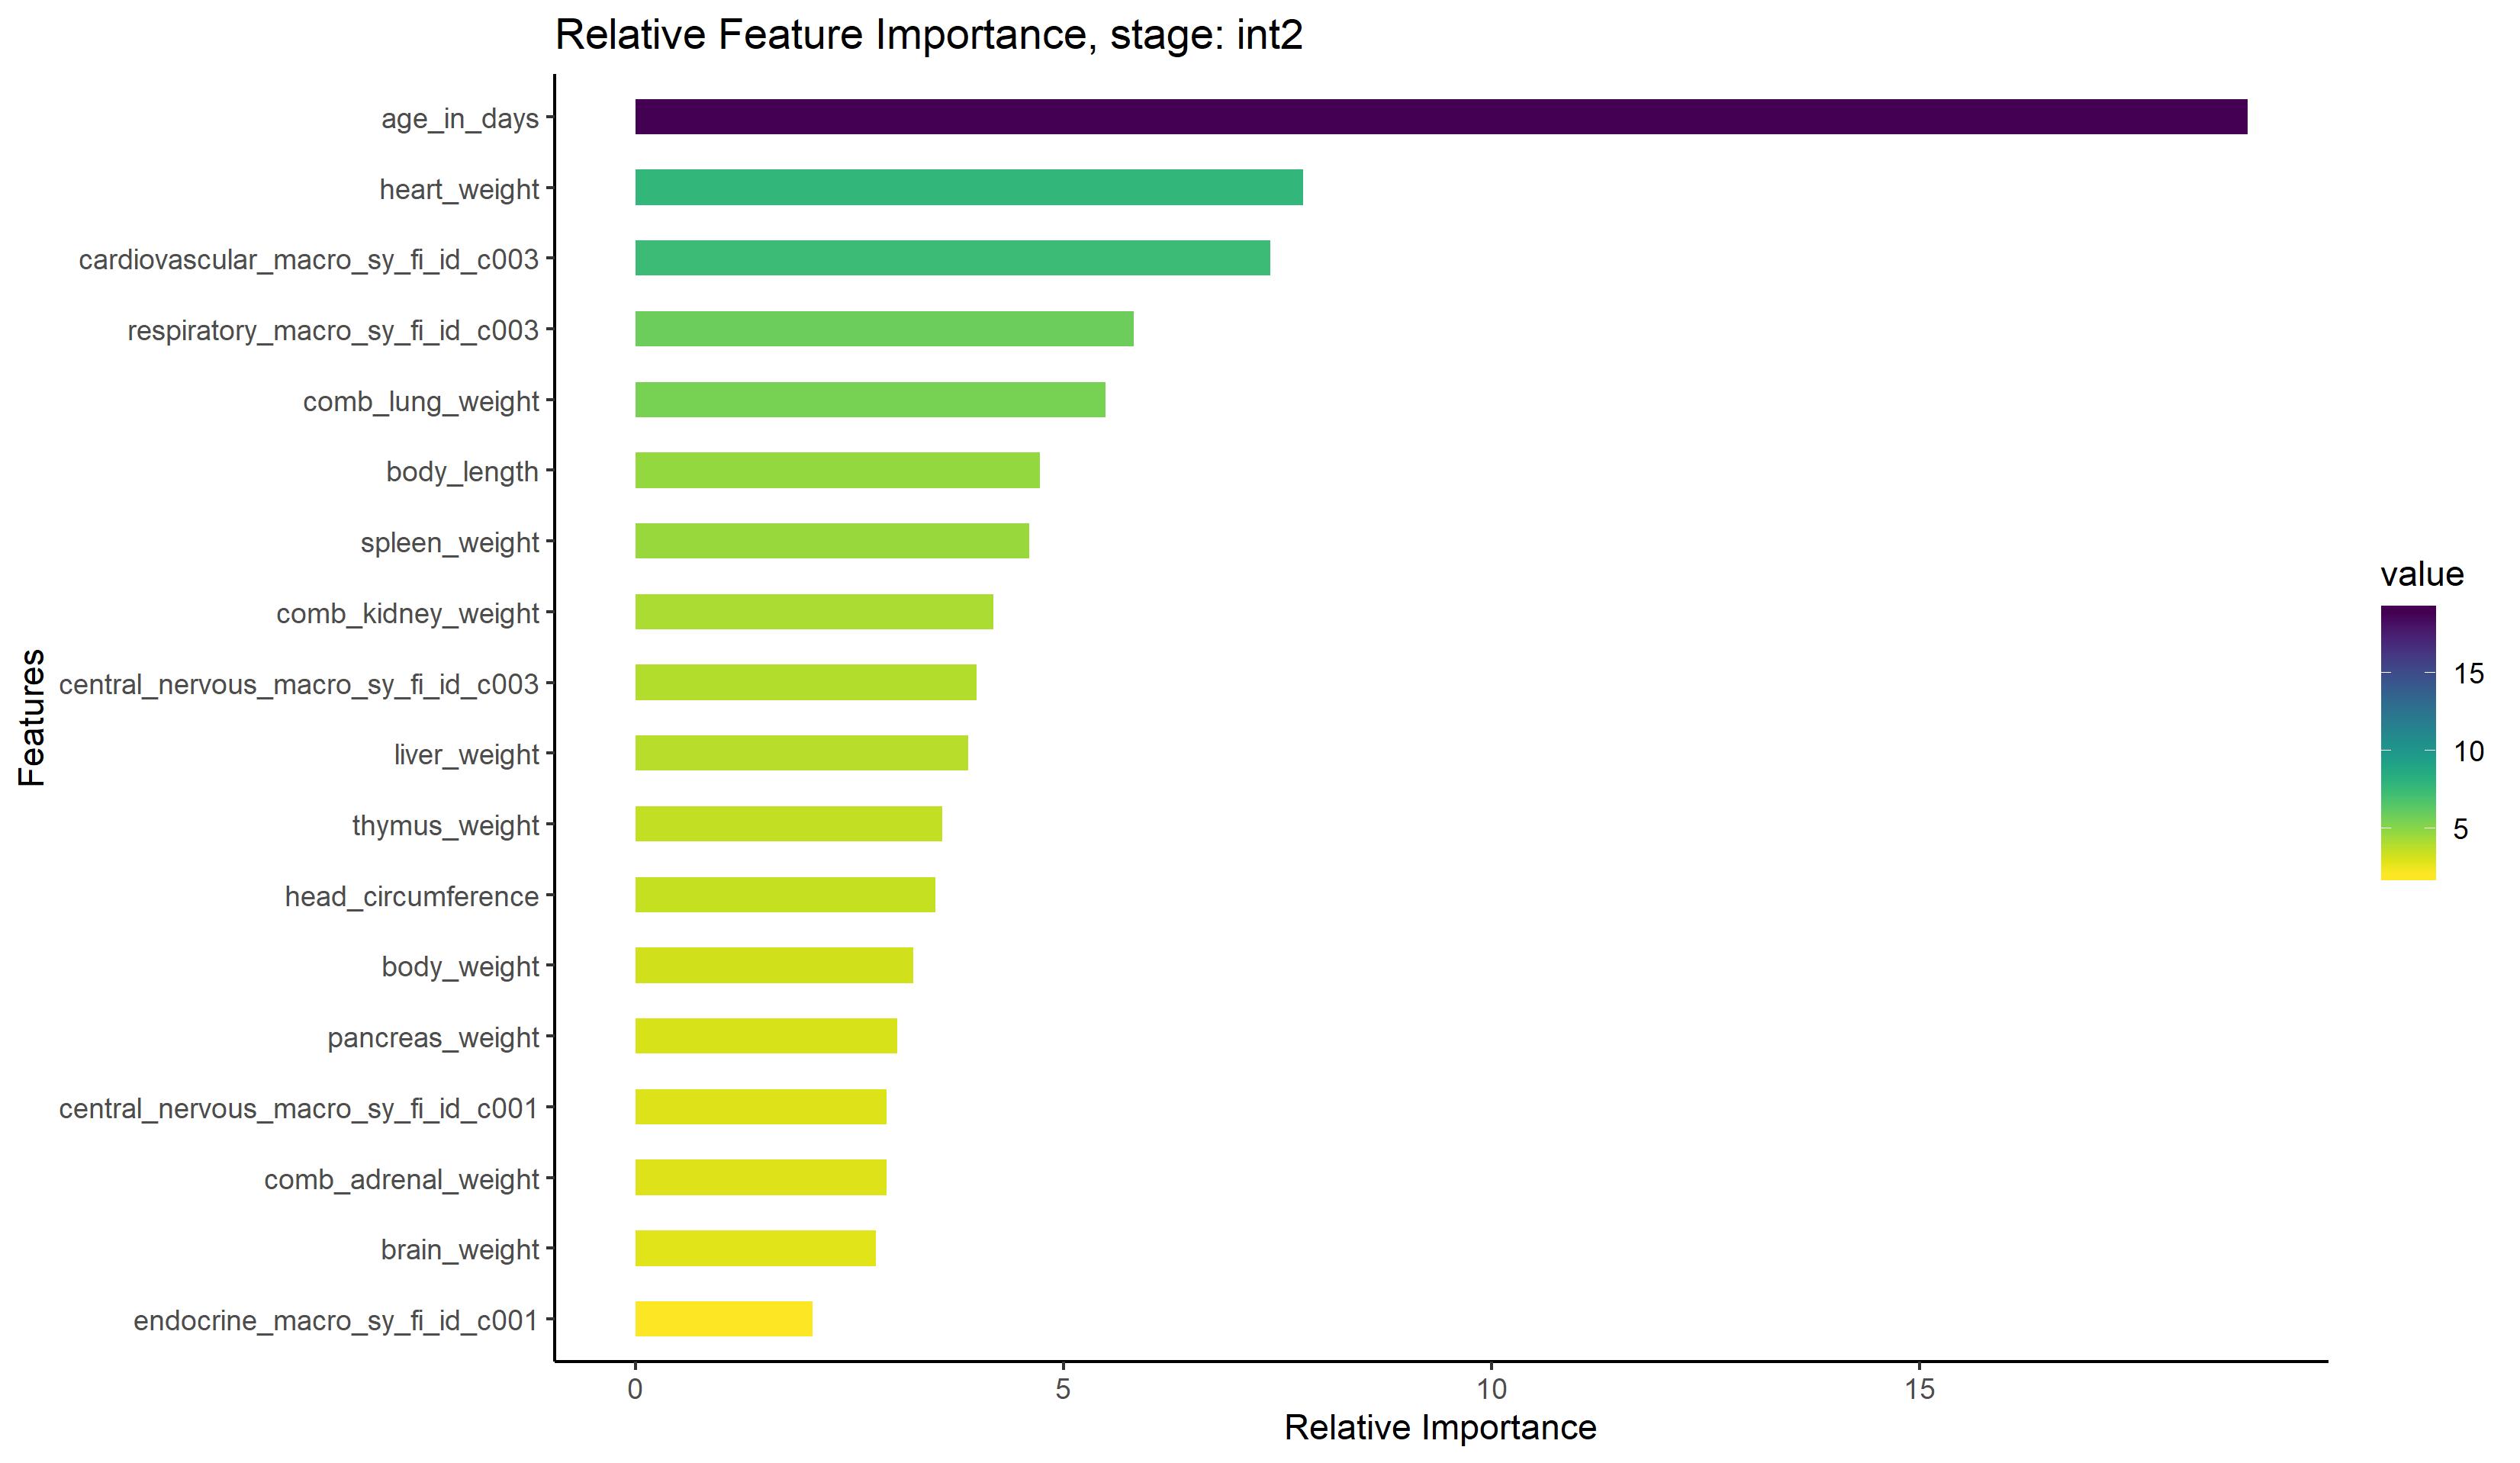 Relative Feature Importance, stage: int2
Features
age_in_days
heart_weight
cardiovascular_macro_sy_fi_id_c003
respiratory_macro_sy_fi_id_c003
comb_lung_weight
body_length
spleen_weight
comb_kidney_weight
central_nervous_macro_sy_fi_id_c003
liver_weight
thymus_weight
head_circumference
body_weight
pancreas_weight
central_nervous_macro_sy_fi_id_c001
comb_adrenal_weight
brain_weight
endocrine_macro_sy_fi_id_c001
0 5 10 15
Relative Importance
value
15
10
5